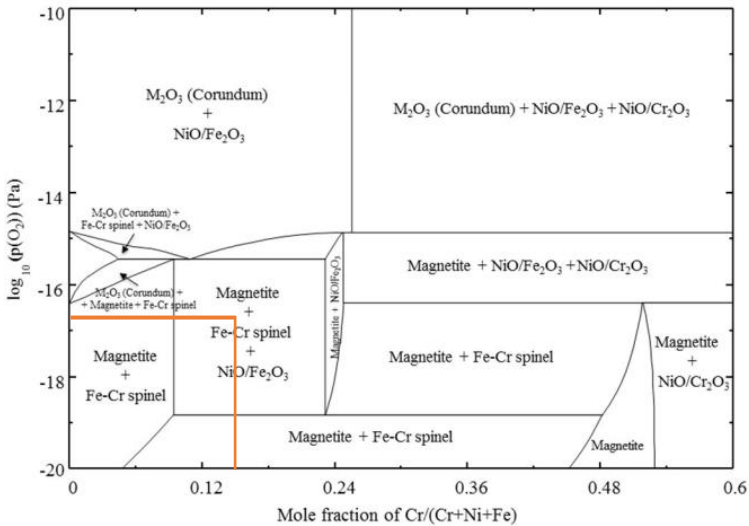 -10
-12
-14
-16
-18
-20
log₁₀ (p(O₂)) (Pa)
M₂O₃ (Corundum)
+
NiO/Fe₂O₃
M₂O₃ (Corundum) + NiO/Fe₂O₃ + NiO/Cr₂O₃
M₂O₃ (Corundum) +
Fe-Cr spinel + NiO/Fe₂O₃
M₂O₃ (Corundum) +
+ Magnetite + Fe-Cr spinel
Magnetite + NiO/Fe₂O₃ +NiO/Cr₂O₃
Magnetite
+
Fe-Cr spinel
+
NiO/Fe₂O₃
Magnetite + NiO/Fe₂O₃
Magnetite
+
Fe-Cr spinel
Magnetite + Fe-Cr spinel
Magnetite
+
NiO/Cr₂O₃
Magnetite + Fe-Cr spinel
Magnetite
0 0.12 0.24 0.36 0.48 0.6
Mole fraction of Cr/(Cr+Ni+Fe)